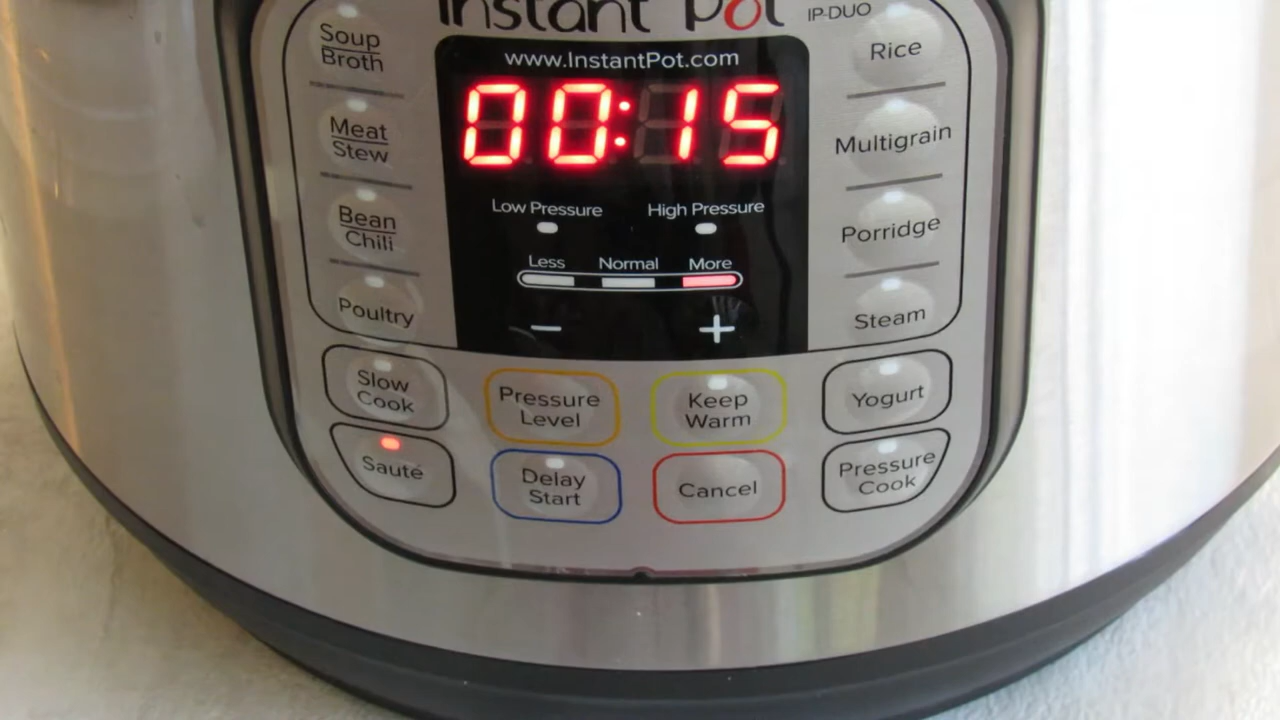 Instant Pot IP-DUO
www.InstantPot.com
00:15
Low Pressure High Pressure
Less Normal More
− +
Soup
Broth
Meat
Stew
Bean
Chili
Poultry
Rice
Multigrain
Porridge
Steam
Slow
Cook
Pressure
Level
Keep
Warm
Yogurt
Sauté
Delay
Start
Cancel
Pressure
Cook